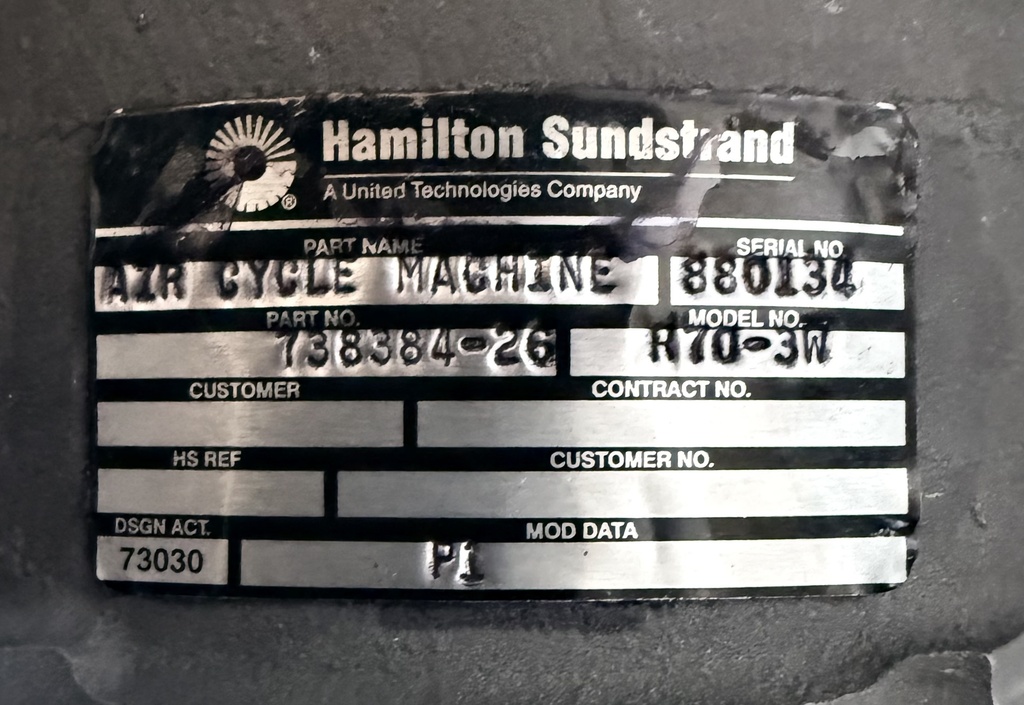 Hamilton Sundstrand
A United Technologies Company
®
PART NAME SERIAL NO
AIR CYCLE MACHINE 880134
PART NO. MODEL NO.
738384-26 R70-3W
CUSTOMER CONTRACT NO.
HS REF CUSTOMER NO.
DSGN ACT. MOD DATA
73030 P1